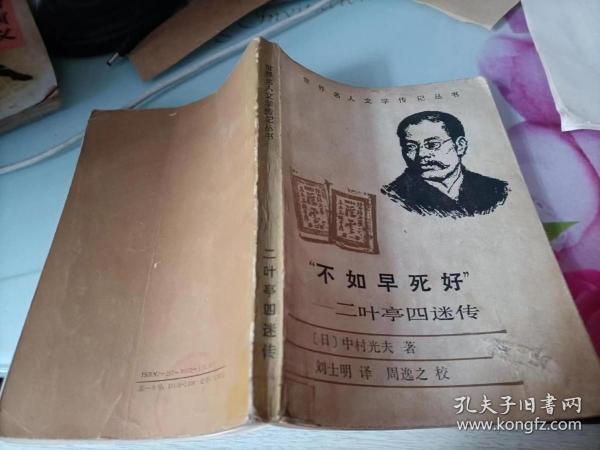 世界名人文学传记丛书
“不如早死好”
——二叶亭四迷传
〔日〕中村光夫 著
刘士明 译 周逸之 校
世界名人文学传记丛书
二叶亭四迷传
孔夫子旧书网
www.kongfz.com